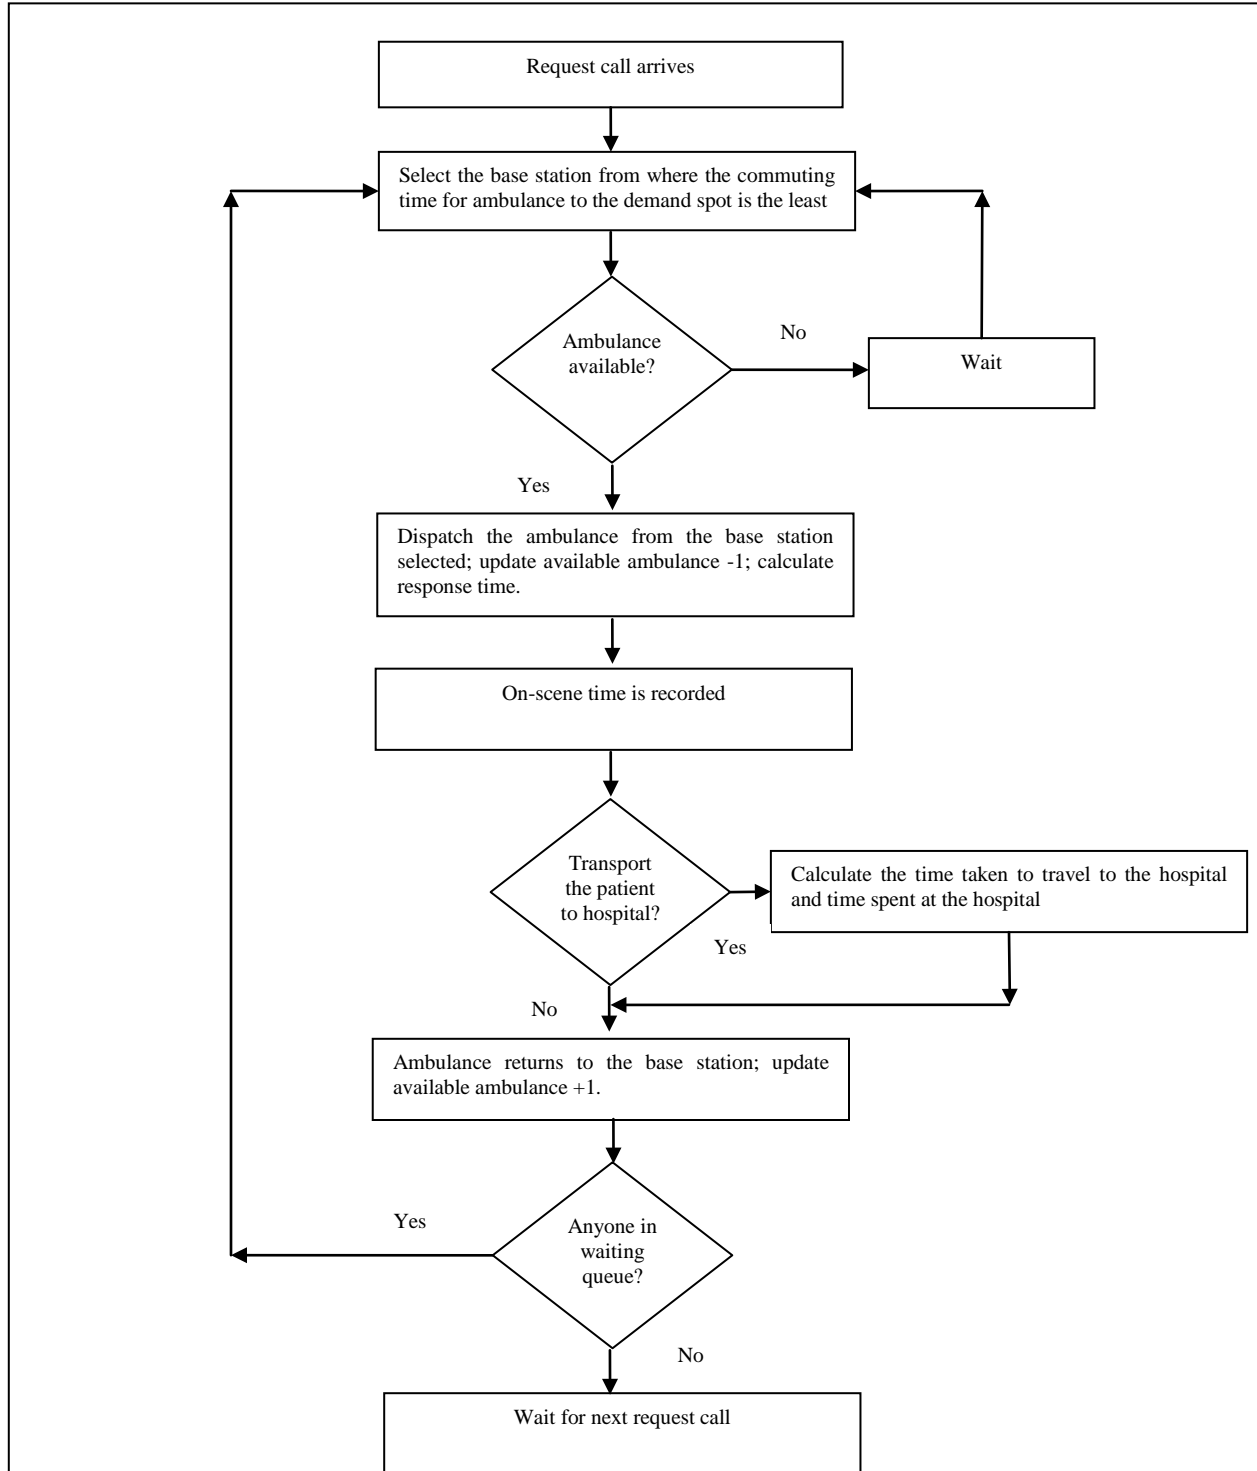 Request call arrives
Select the base station from where the commuting
time for ambulance to the demand spot is the least
Ambulance
available?
No
Wait
Yes
Dispatch the ambulance from the base station
selected; update available ambulance -1; calculate
response time.
On-scene time is recorded
Transport
the patient
to hospital?
Yes
Calculate the time taken to travel to the hospital
and time spent at the hospital
No
Ambulance returns to the base station; update
available ambulance +1.
Yes
Anyone in
waiting
queue?
No
Wait for next request call